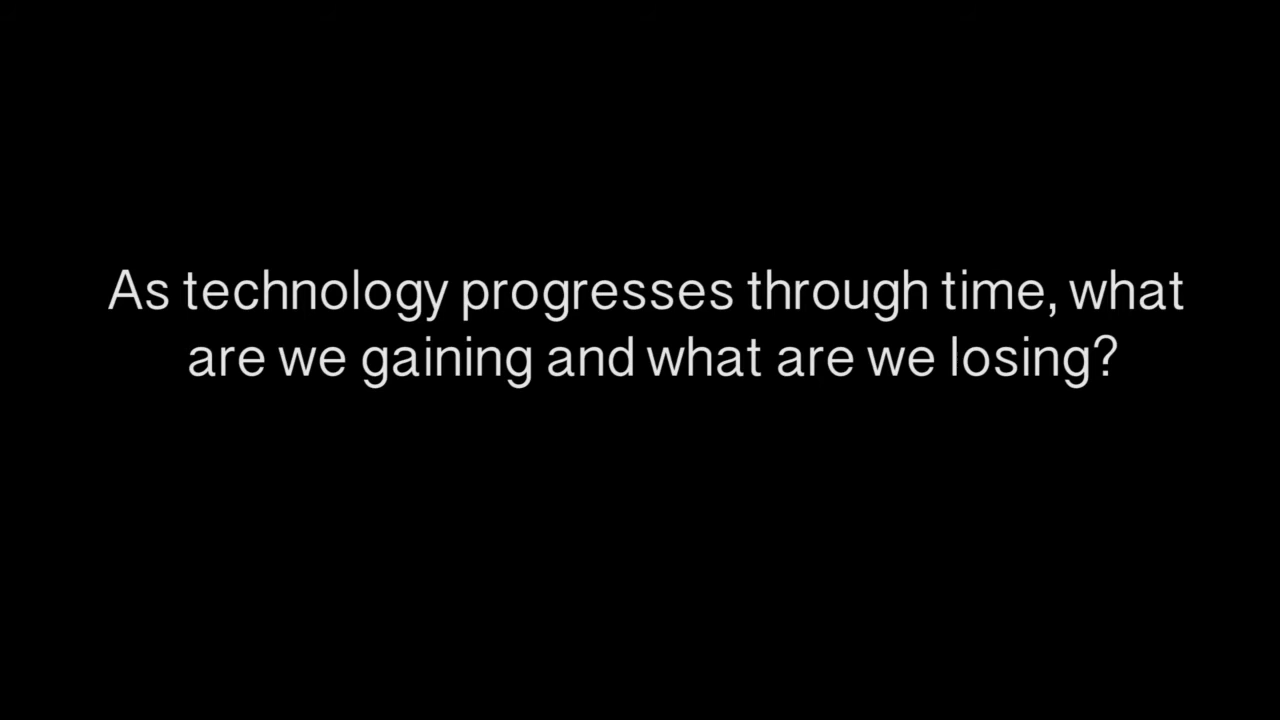 As technology progresses through time, what
are we gaining and what are we losing?